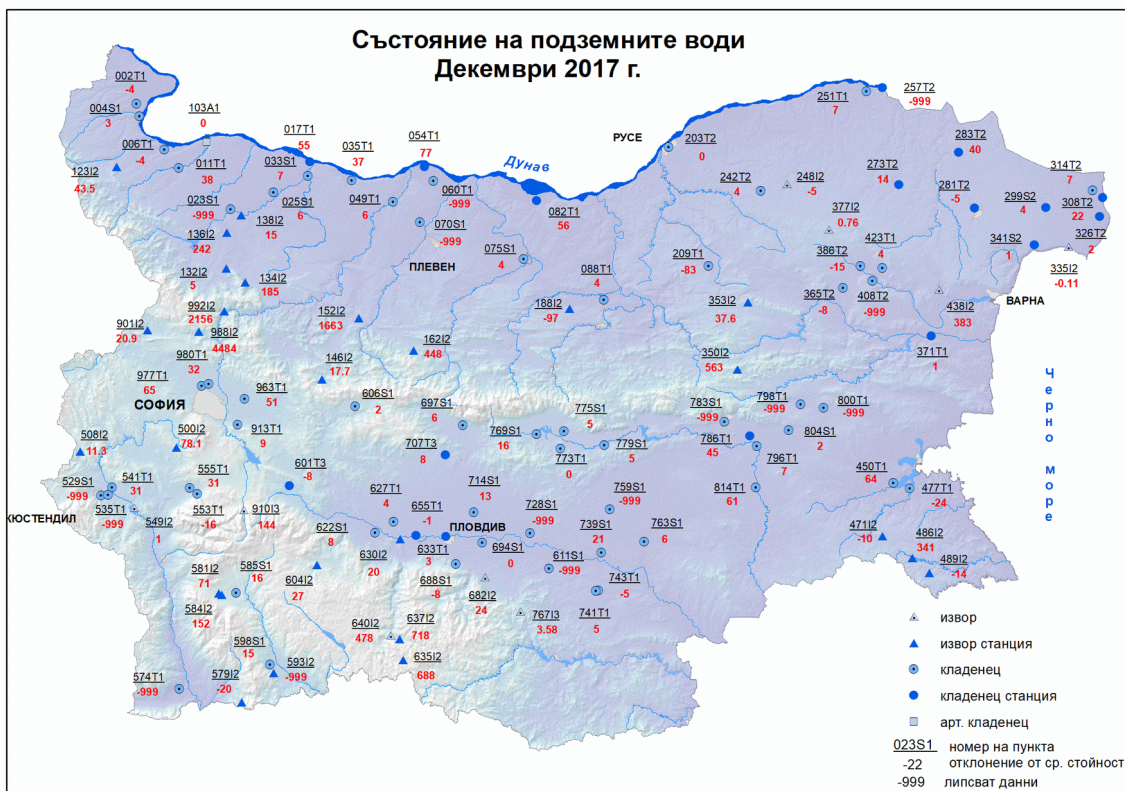 Състояние на подземните води
Декември 2017 г.
002T1
-4
004S1
3
103A1
0
006T1
-4
011T1
38
123I2
43.5
017T1
55
033S1
7
035T1
37
054T1
77
Дунав
РУСЕ
203T2
0
251T1
7
257T2
-999
283T2
40
314T2
7
308T2
22
326T2
2
023S1
-999
025S1
6
138I2
15
136I2
242
049T1
6
060T1
-999
070S1
-999
082T1
56
242T2
4
248I2
-5
273T2
14
281T2
-5
299S2
4
377I2
0.76
423T1
4
386T2
-15
341S2
1
335I2
-0.11
132I2
5
134I2
185
ПЛЕВЕН
075S1
4
088T1
4
209T1
-83
365T2
-8
408T2
-999
ВАРНА
438I2
383
992I2
2156
988I2
4484
901I2
20.9
152I2
1663
162I2
448
188I2
-97
353I2
37.6
350I2
563
371T1
1
980T1
32
977T1
65
СОФИЯ
963T1
51
146I2
17.7
606S1
2
697S1
6
775S1
5
783S1
-999
798T1
-999
800T1
-999
Черно море
508I2
11.3
500I2
78.1
913T1
9
707T3
8
769S1
16
773T1
0
779S1
5
786T1
45
804S1
2
796T1
7
529S1
-999
541T1
31
555T1
31
601T3
-8
627T1
4
714S1
13
759S1
-999
814T1
61
450T1
64
477T1
-24
КЮСТЕНДИЛ
535T1
-999
549I2
1
553T1
-16
910I3
144
622S1
8
655T1
-1
ПЛОВДИВ
728S1
-999
739S1
21
763S1
6
471I2
-10
486I2
341
489I2
-14
581I2
71
585S1
16
604I2
27
630I2
20
633T1
3
694S1
0
611S1
-999
688S1
-8
682I2
24
743T1
-5
584I2
152
598S1
15
640I2
478
637I2
718
635I2
688
767I3
3.58
741T1
5
574T1
-999
579I2
-20
593I2
-999
извор
извор станция
кладенец
кладенец станция
арт. кладенец
023S1 номер на пункта
-22 отклонение от ср. стойност
-999 липсват данни